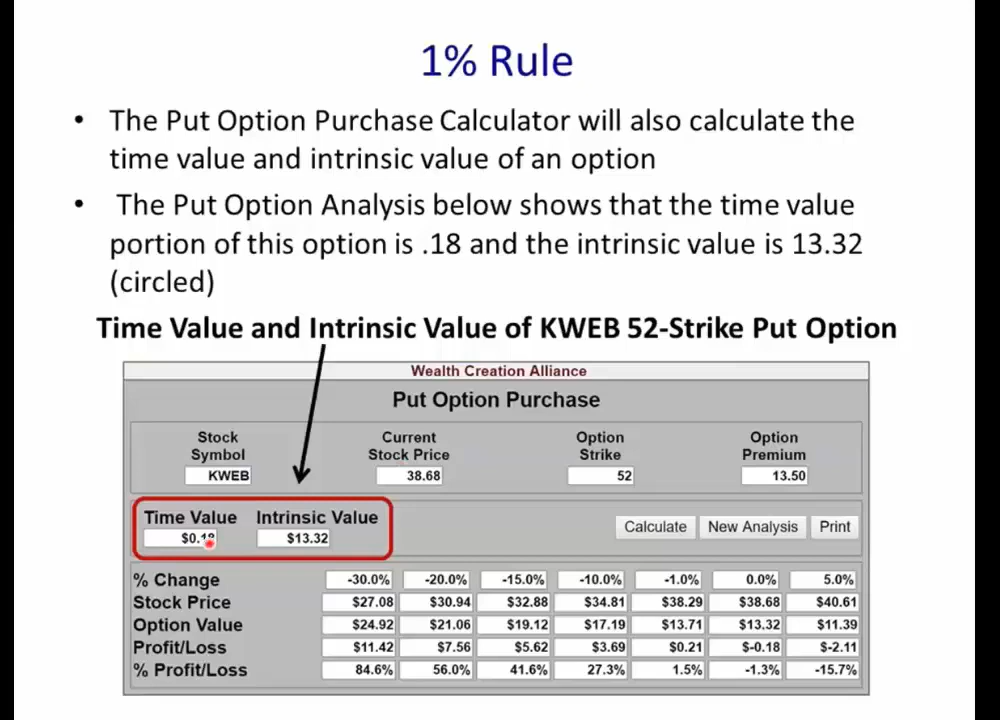 1% Rule
• The Put Option Purchase Calculator will also calculate the
time value and intrinsic value of an option
• The Put Option Analysis below shows that the time value
portion of this option is .18 and the intrinsic value is 13.32
(circled)
Time Value and Intrinsic Value of KWEB 52-Strike Put Option
Wealth Creation Alliance
Put Option Purchase
Stock Symbol Current Stock Price Option Strike Option Premium
KWEB 38.68 52 13.50
Time Value Intrinsic Value Calculate New Analysis Print
$13.32
% Change -30.0% -20.0% -15.0% -10.0% -1.0% 0.0% 5.0%
Stock Price $27.08 $30.94 $32.88 $34.81 $38.29 $38.68 $40.61
Option Value $24.92 $21.06 $19.12 $17.19 $13.71 $13.32 $11.39
Profit/Loss $11.42 $7.56 $5.62 $3.69 $0.21 $-0.18 $-2.11
% Profit/Loss 84.6% 56.0% 41.6% 27.3% 1.5% -1.3% -15.7%